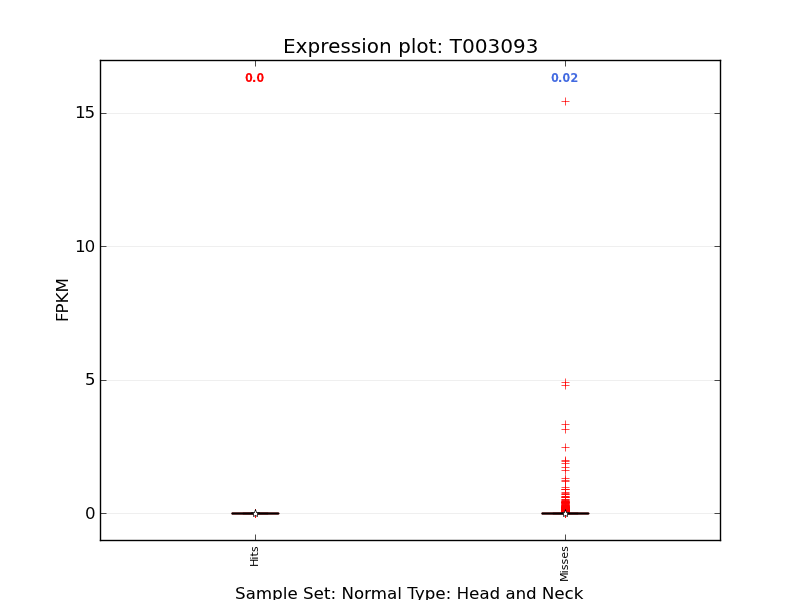 Expression plot: T003093
0.0
0.02
15
10
5
0
FPKM
Hits
Misses
Sample Set: Normal Type: Head and Neck